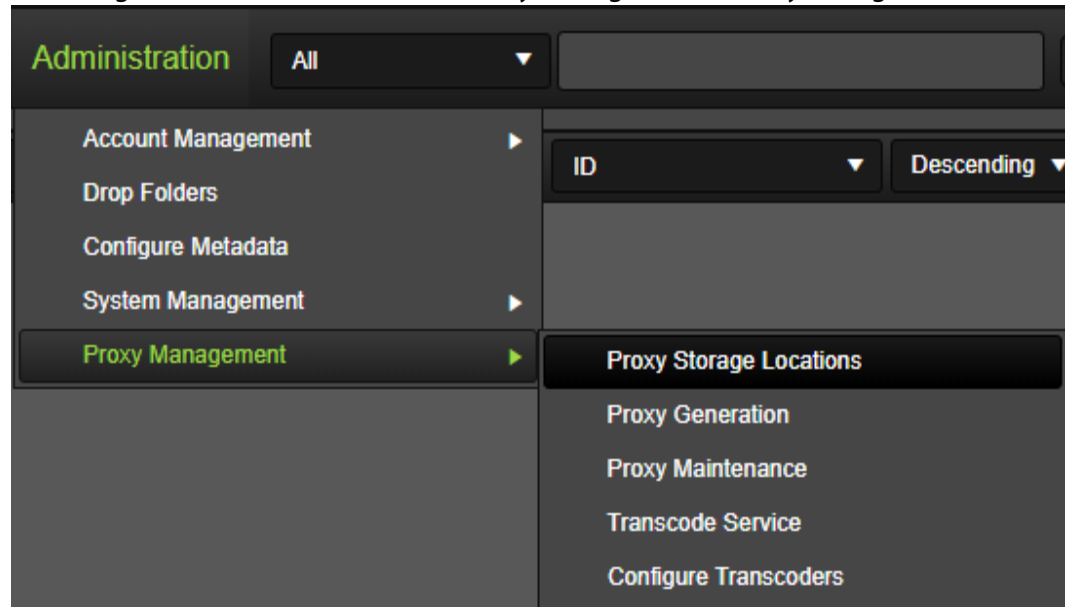 Administration All
Account Management
ID Descending
Drop Folders
Configure Metadata
System Management
Proxy Management
Proxy Storage Locations
Proxy Generation
Proxy Maintenance
Transcode Service
Configure Transcoders